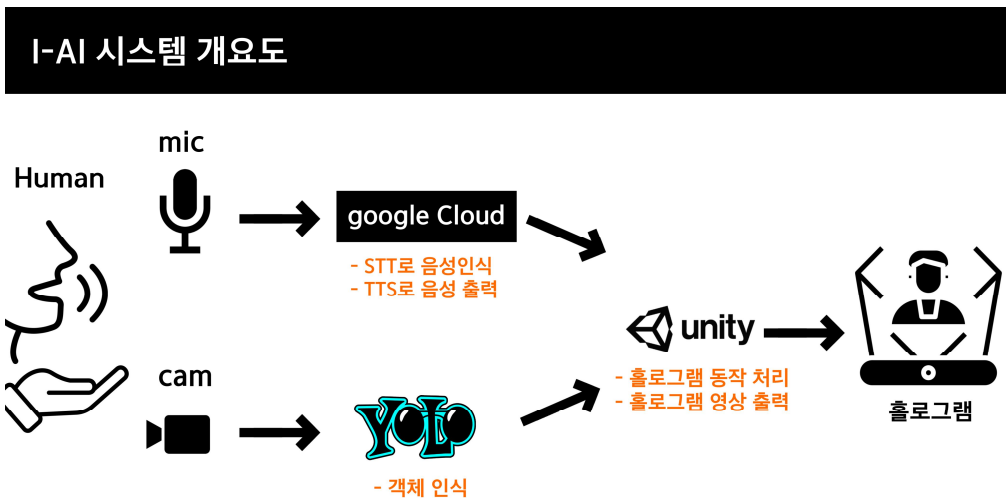 I-AI 시스템 개요도
Human
mic
google Cloud
- STT로 음성인식
- TTS로 음성 출력
cam
YOLO
- 객체 인식
unity
- 홀로그램 동작 처리
- 홀로그램 영상 출력
홀로그램